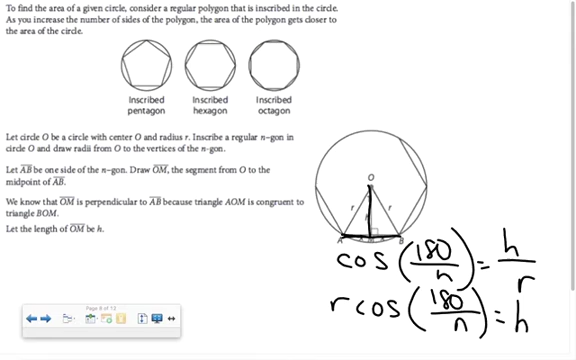 To find the area of a given circle, consider a regular polygon that is inscribed in the circle.
As you increase the number of sides of the polygon, the area of the polygon gets closer to
the area of the circle.
Inscribed pentagon
Inscribed hexagon
Inscribed octagon
Let circle O be a circle with center O and radius r. Inscribe a regular n-gon in
circle O and draw radii from O to the vertices of the n-gon.
Let AB be one side of the n-gon. Draw OM, the segment from O to the
midpoint of AB.
We know that OM is perpendicular to AB because triangle AOM is congruent to
triangle BOM.
Let the length of OM be h.
O
r r
A B
cos (180/n) = h/r
r cos (180/n) = h
Page 8 of 13